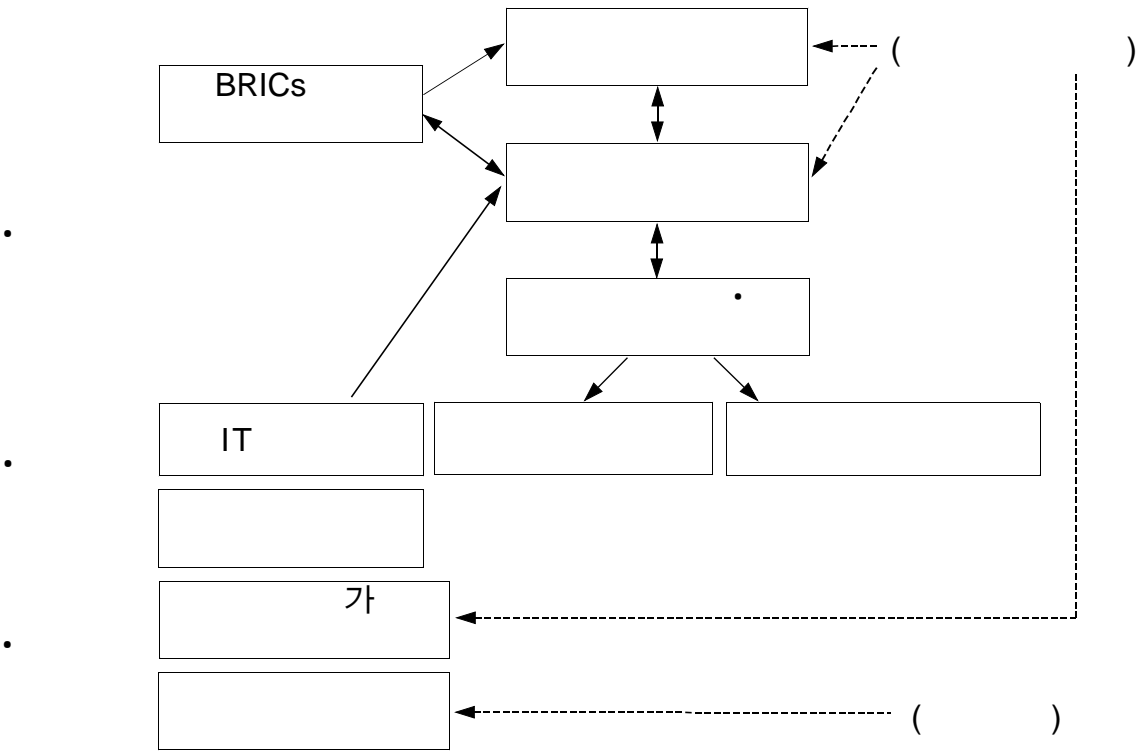 (                    )
BRICs
•
•
IT
•
가
•
(            )